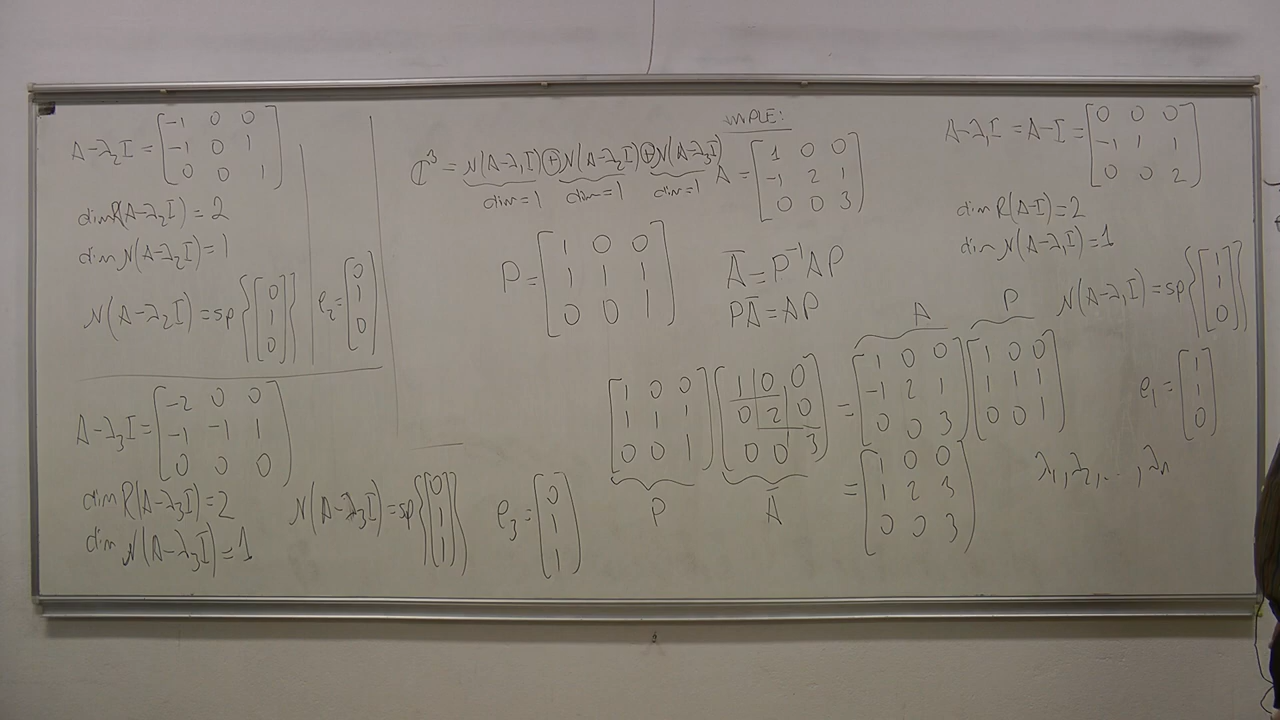 A-λ₂I = [-1 0 0
-1 0 1
0 0 1]
dim R(A-λ₂I) = 2
dim N(A-λ₂I) = 1
N(A-λ₂I) = sp{[0
1
0]}
e₂ = [0
1
0]
A-λ₃I = [-2 0 0
-1 -1 1
0 0 0]
dim R(A-λ₃I) = 2
dim N(A-λ₃I) = 1
N(A-λ₃I) = sp{[0
1
1]}
e₃ = [0
1
1]
ℂ³ = N(A-λ₁I) ⊕ N(A-λ₂I) ⊕ N(A-λ₃I)
dim=1 dim=1 dim=1
MPLE:
A = [1 0 0
-1 2 1
0 0 3]
P = [1 0 0
1 1 1
0 0 1]
Ā = P⁻¹AP
PĀ = AP
A P
[1 0 0
1 1 1
0 0 1] [1 0 0
0 2 0
0 0 3] = [1 0 0
-1 2 1
0 0 3] [1 0 0
1 1 1
0 0 1]
P Ā
= [1 0 0
1 2 3
0 0 3]
A-λ₁I = A-I = [0 0 0
-1 1 1
0 0 2]
dim R(A-I) = 2
dim N(A-λ₁I) = 1
N(A-λ₁I) = sp{[1
1
0]}
e₁ = [1
1
0]
λ₁, λ₂, ..., λn